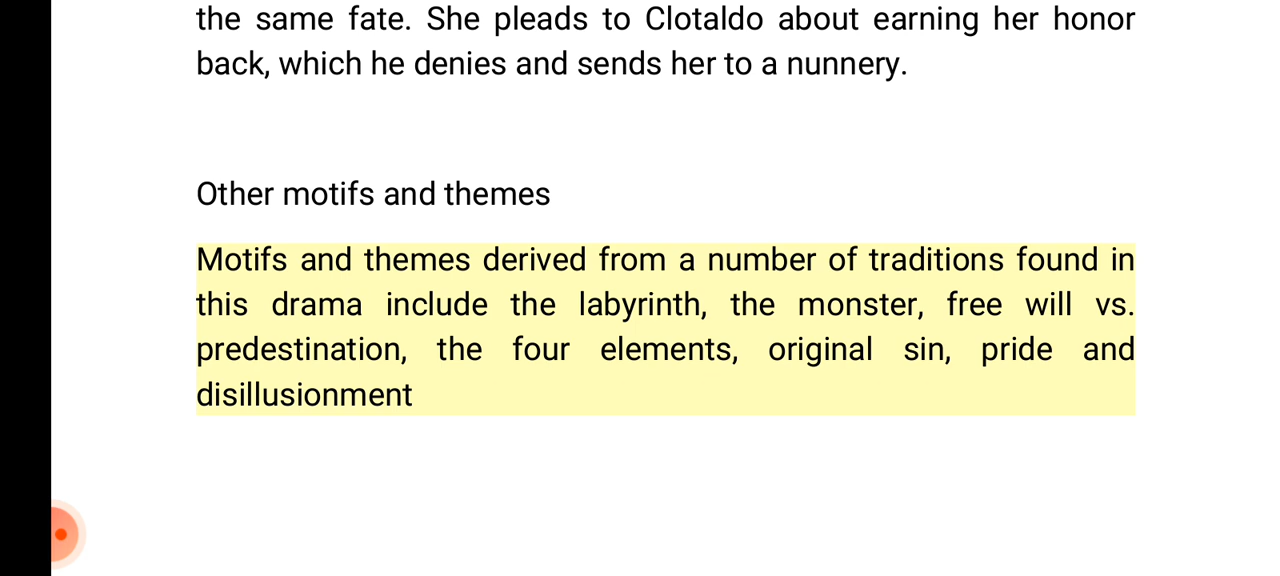 the same fate. She pleads to Clotaldo about earning her honor
back, which he denies and sends her to a nunnery.
Other motifs and themes
Motifs and themes derived from a number of traditions found in
this drama include the labyrinth, the monster, free will vs.
predestination, the four elements, original sin, pride and
disillusionment